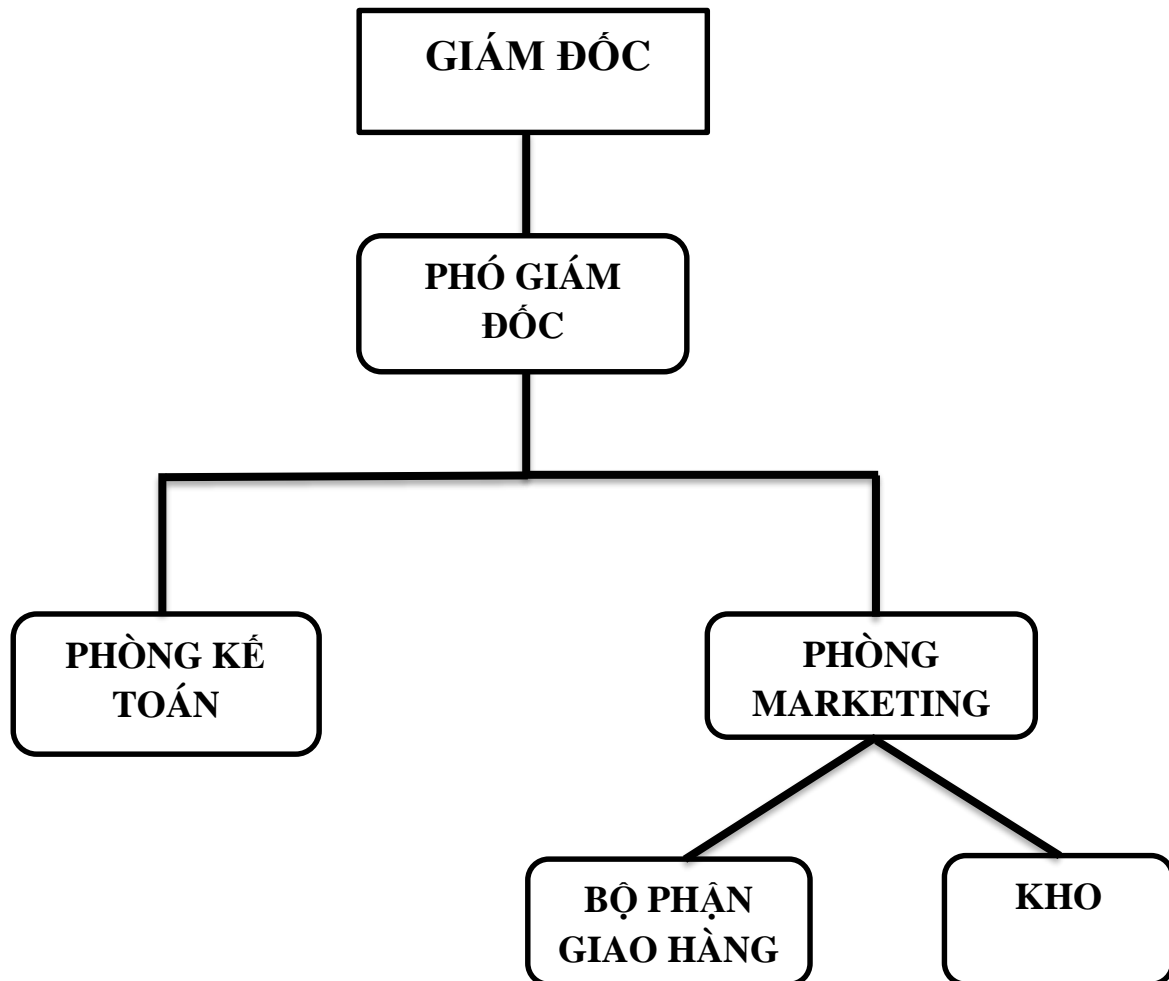 GIÁM ĐỐC
PHÓ GIÁM
ĐỐC
PHÒNG KẾ
TOÁN
PHÒNG
MARKETING
BỘ PHẬN
GIAO HÀNG
KHO